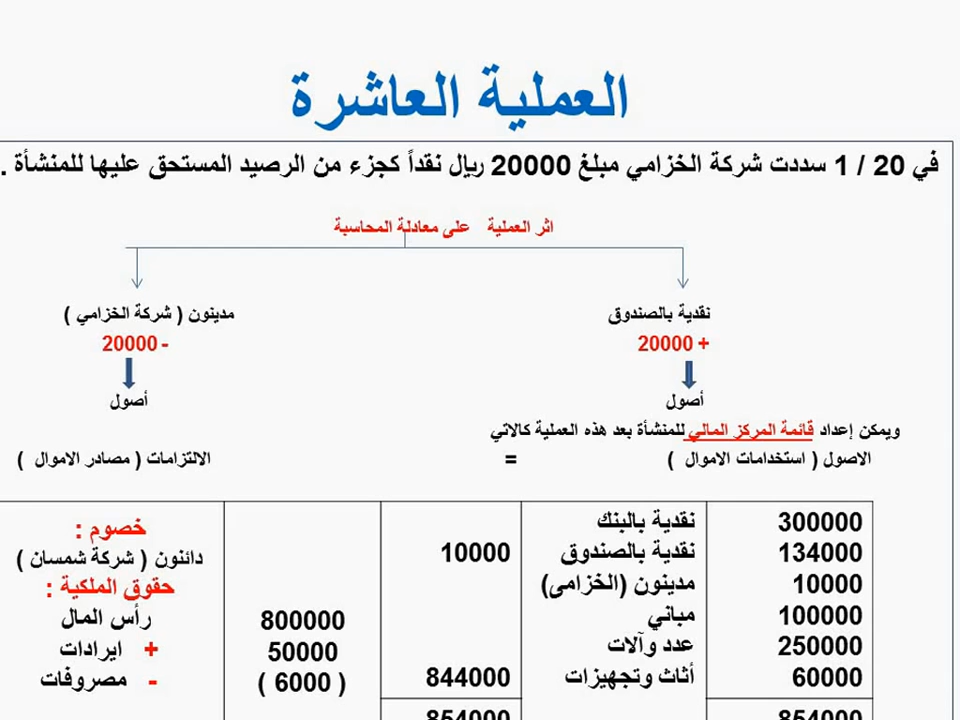 العملية العاشرة
في 20 / 1 سددت شركة الخزامي مبلغ 20000 ريال نقداً كجزء من الرصيد المستحق عليها للمنشأة .
اثر العملية على معادلة المحاسبة
نقدية بالصندوق مدينون ( شركة الخزامي )
+ 20000 - 20000
أصول أصول
ويمكن إعداد قائمة المركز المالي للمنشأة بعد هذه العملية كالاتي
الاصول ( استخدامات الاموال ) = الالتزامات ( مصادر الاموال )
300000 نقدية بالبنك خصوم :
134000 نقدية بالصندوق 10000 دائنون ( شركة شمسان )
10000 مدينون (الخزامى) حقوق الملكية :
100000 مباني 800000 رأس المال
250000 عدد وآلات 50000 + ايرادات
60000 أثاث وتجهيزات 844000 ( 6000 ) - مصروفات
854000 854000